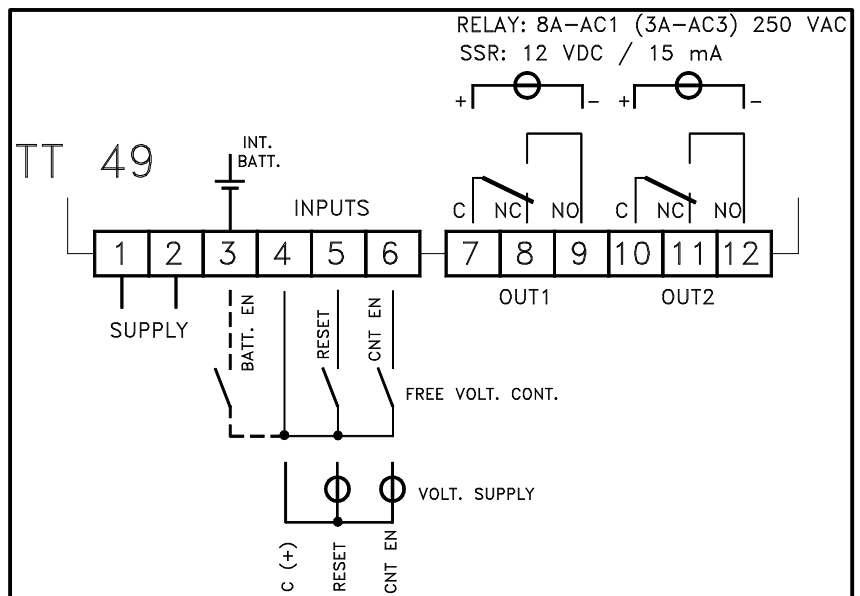 RELAY: 8A-AC1 (3A-AC3) 250 VAC
SSR: 12 VDC / 15 mA
+ - + -
TT 49
INT.
BATT.
INPUTS
C NC NO C NC NO
1 2 3 4 5 6 7 8 9 10 11 12
SUPPLY
OUT1 OUT2
BATT. EN
RESET
CNT EN
FREE VOLT. CONT.
VOLT. SUPPLY
C (+)
RESET
CNT EN